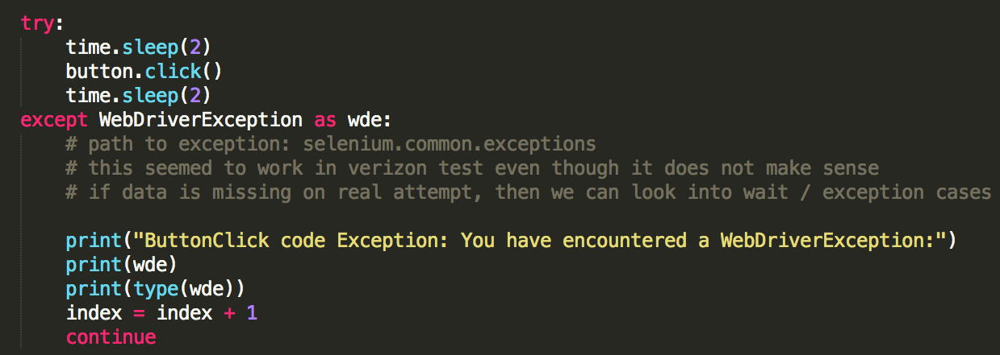 try:
    time.sleep(2)
    button.click()
    time.sleep(2)
except WebDriverException as wde:
    # path to exception: selenium.common.exceptions
    # this seemed to work in verizon test even though it does not make sense
    # if data is missing on real attempt, then we can look into wait / exception cases
    print("ButtonClick code Exception: You have encountered a WebDriverException:")
    print(wde)
    print(type(wde))
    index = index + 1
    continue